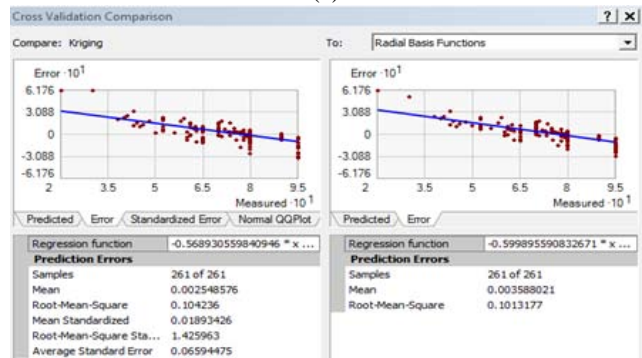 Cross Validation Comparison
Compare: Kriging
To: Radial Basis Functions
Error ·10¹
6.176
3.088
0
-3.088
-6.176
2 3.5 5 6.5 8 9.5
Measured ·10¹
Predicted Error Standardized Error Normal QQPlot
Regression function -0.568930559840946 * x ...
Prediction Errors
Samples 261 of 261
Mean 0.002548576
Root-Mean-Square 0.104236
Mean Standardized 0.01893426
Root-Mean-Square Sta... 1.425963
Average Standard Error 0.06594475
Error ·10¹
6.176
3.088
0
-3.088
-6.176
2 3.5 5 6.5 8 9.5
Measured ·10¹
Predicted Error
Regression function -0.599895590832671 * x ...
Prediction Errors
Samples 261 of 261
Mean 0.003588021
Root-Mean-Square 0.1013177